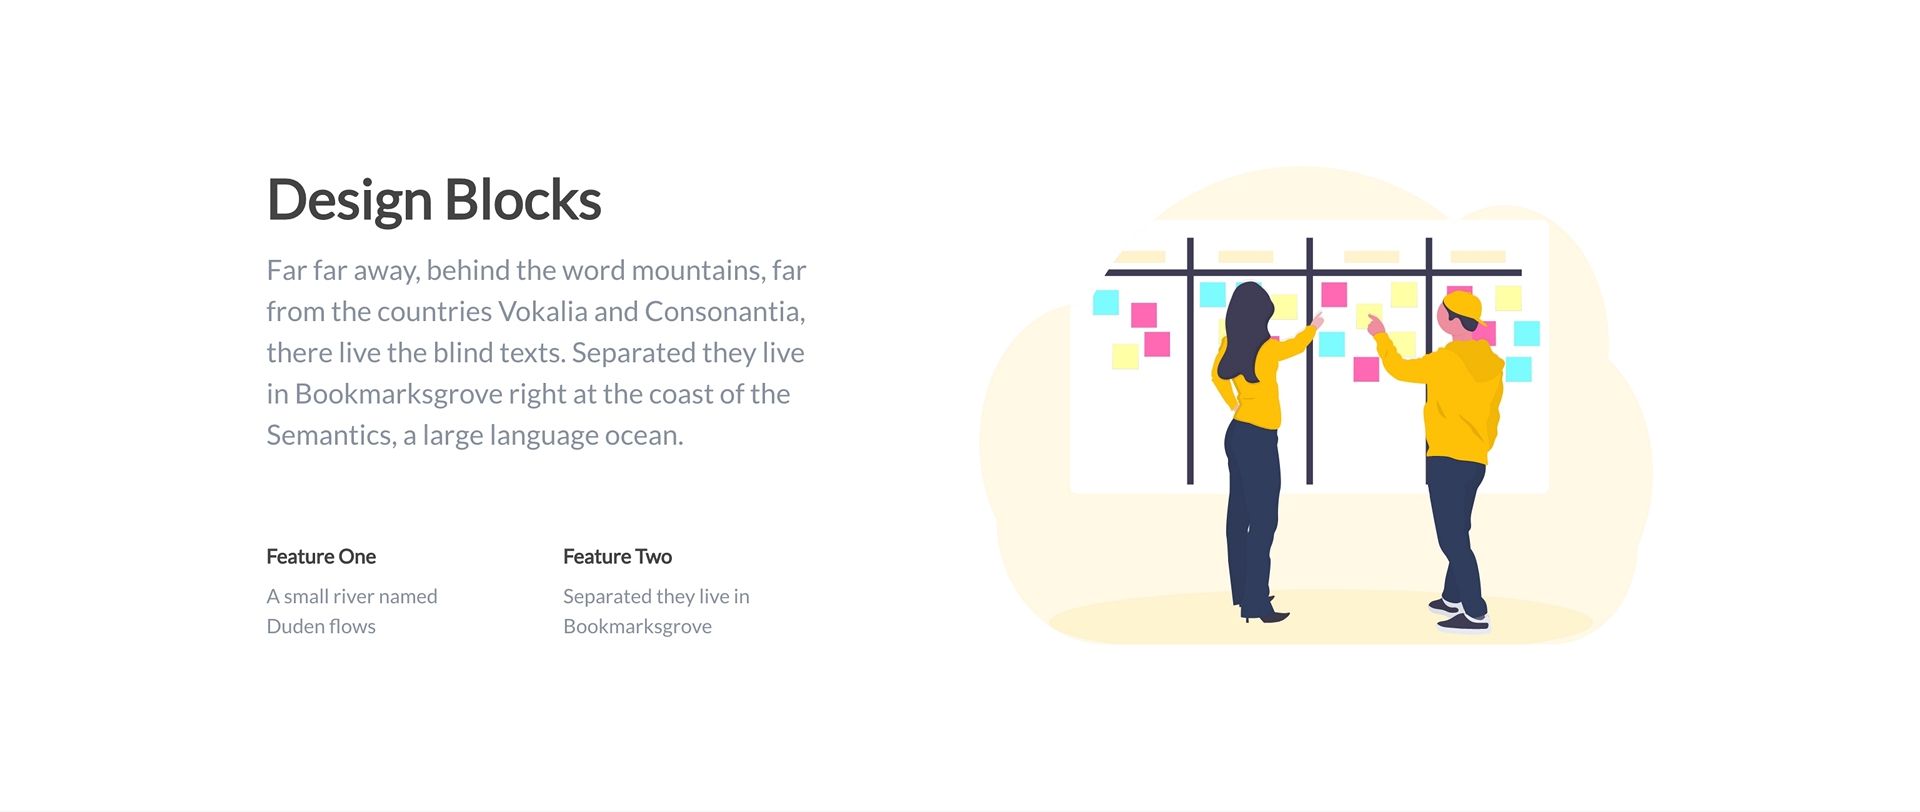 Design Blocks
Far far away, behind the word mountains, far
from the countries Vokalia and Consonantia,
there live the blind texts. Separated they live
in Bookmarksgrove right at the coast of the
Semantics, a large language ocean.
Feature One
A small river named
Duden flows
Feature Two
Separated they live in
Bookmarksgrove